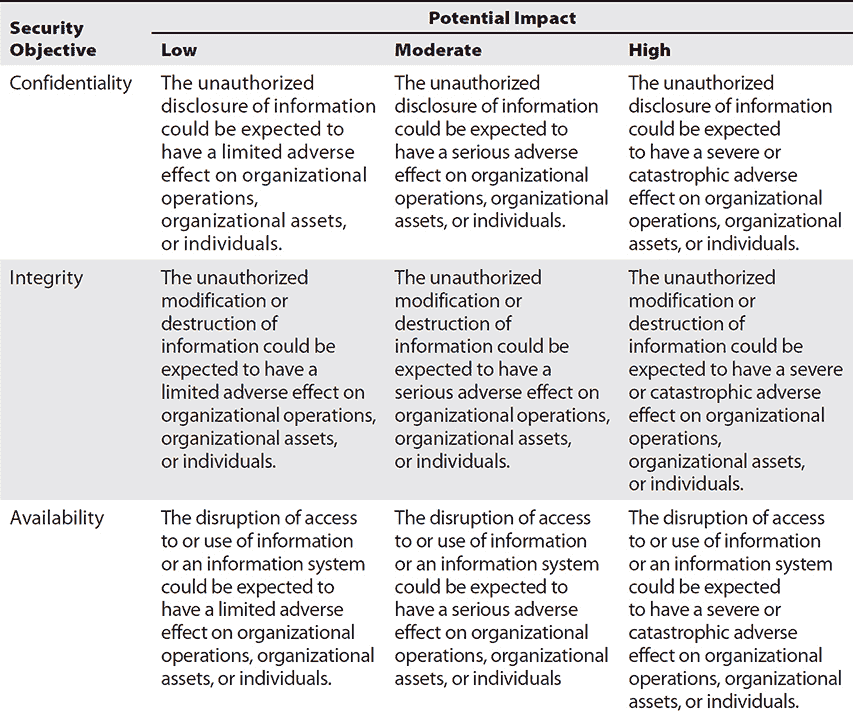 Security
Objective
Potential Impact
Low
Moderate
High
Confidentiality
The unauthorized
disclosure of information
could be expected to
have a limited adverse
effect on organizational
operations,
organizational assets,
or individuals.
The unauthorized
disclosure of information
could be expected to
have a serious adverse
effect on organizational
operations, organizational
assets, or individuals.
The unauthorized
disclosure of information
could be expected
to have a severe or
catastrophic adverse
effect on organizational
operations, organizational
assets, or individuals.
Integrity
The unauthorized
modification or
destruction of
information could be
expected to have a
limited adverse effect on
organizational operations,
organizational assets,
or individuals.
The unauthorized
modification or
destruction of
information could be
expected to have a
serious adverse effect on
organizational operations,
organizational assets,
or individuals.
The unauthorized
modification or
destruction of
information could be
expected to have a severe
or catastrophic adverse
effect on organizational
operations,
organizational assets,
or individuals.
Availability
The disruption of access
to or use of information
or an information system
could be expected to
have a limited adverse
effect on organizational
operations, organizational
assets, or individuals.
The disruption of access
to or use of information
or an information system
could be expected to
have a serious adverse
effect on organizational
operations, organizational
assets, or individuals
The disruption of access
to or use of information
or an information system
could be expected
to have a severe or
catastrophic adverse
effect on organizational
operations, organizational
assets, or individuals.